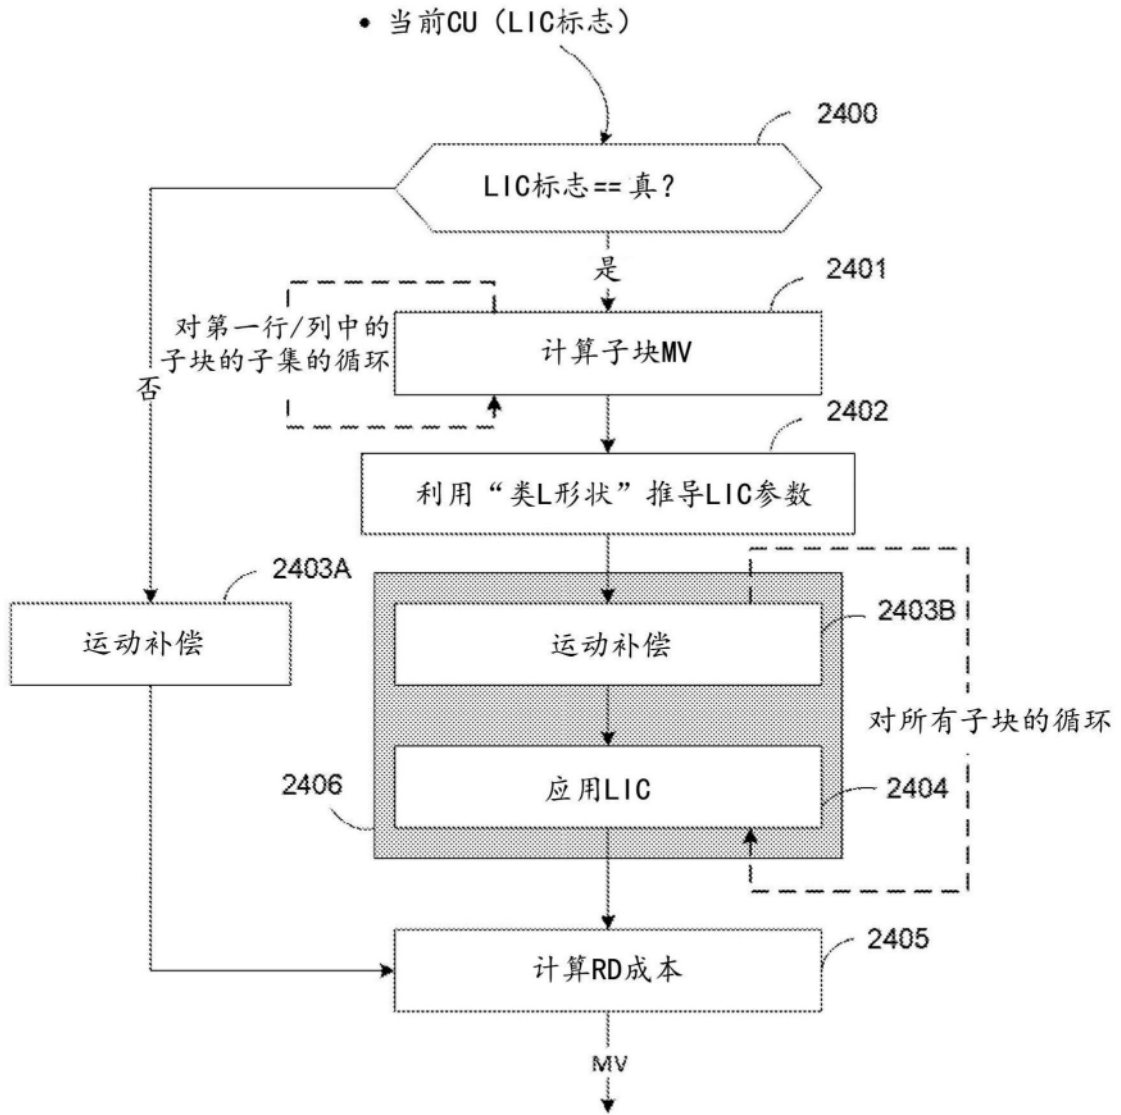 • 当前CU（LIC标志）
2400
LIC标志==真?
是
2401
对第一行/列中的
子块的子集的循环
计算子块MV
否
2402
利用“类L形状”推导LIC参数
2403A
运动补偿
2403B
运动补偿
对所有子块的循环
2406
应用LIC
2404
2405
计算RD成本
MV